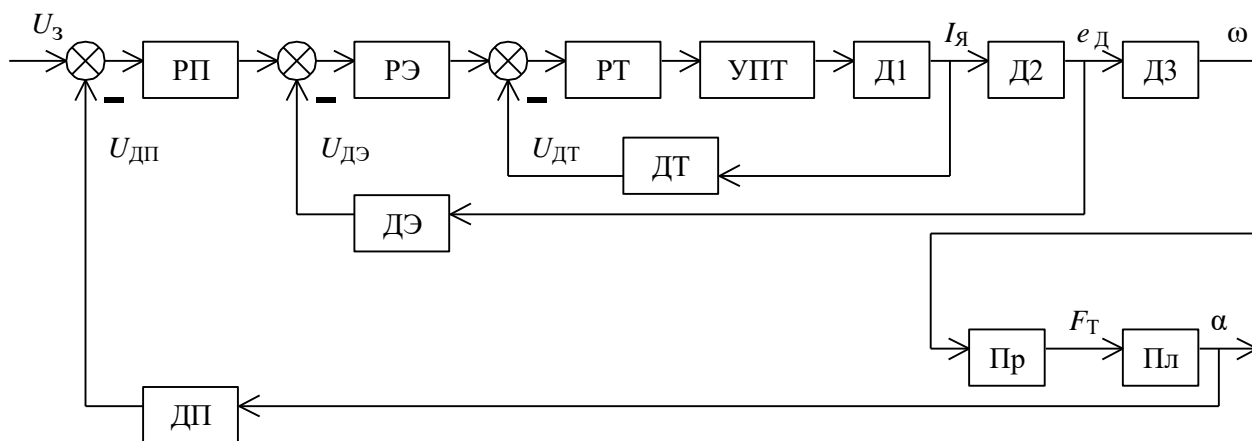 U_З I_Я e_Д ω
РП РЭ РТ УПТ Д1 Д2 Д3
U_ДП U_ДЭ U_ДТ ДТ
ДЭ
F_Т α
Пр Пл
ДП